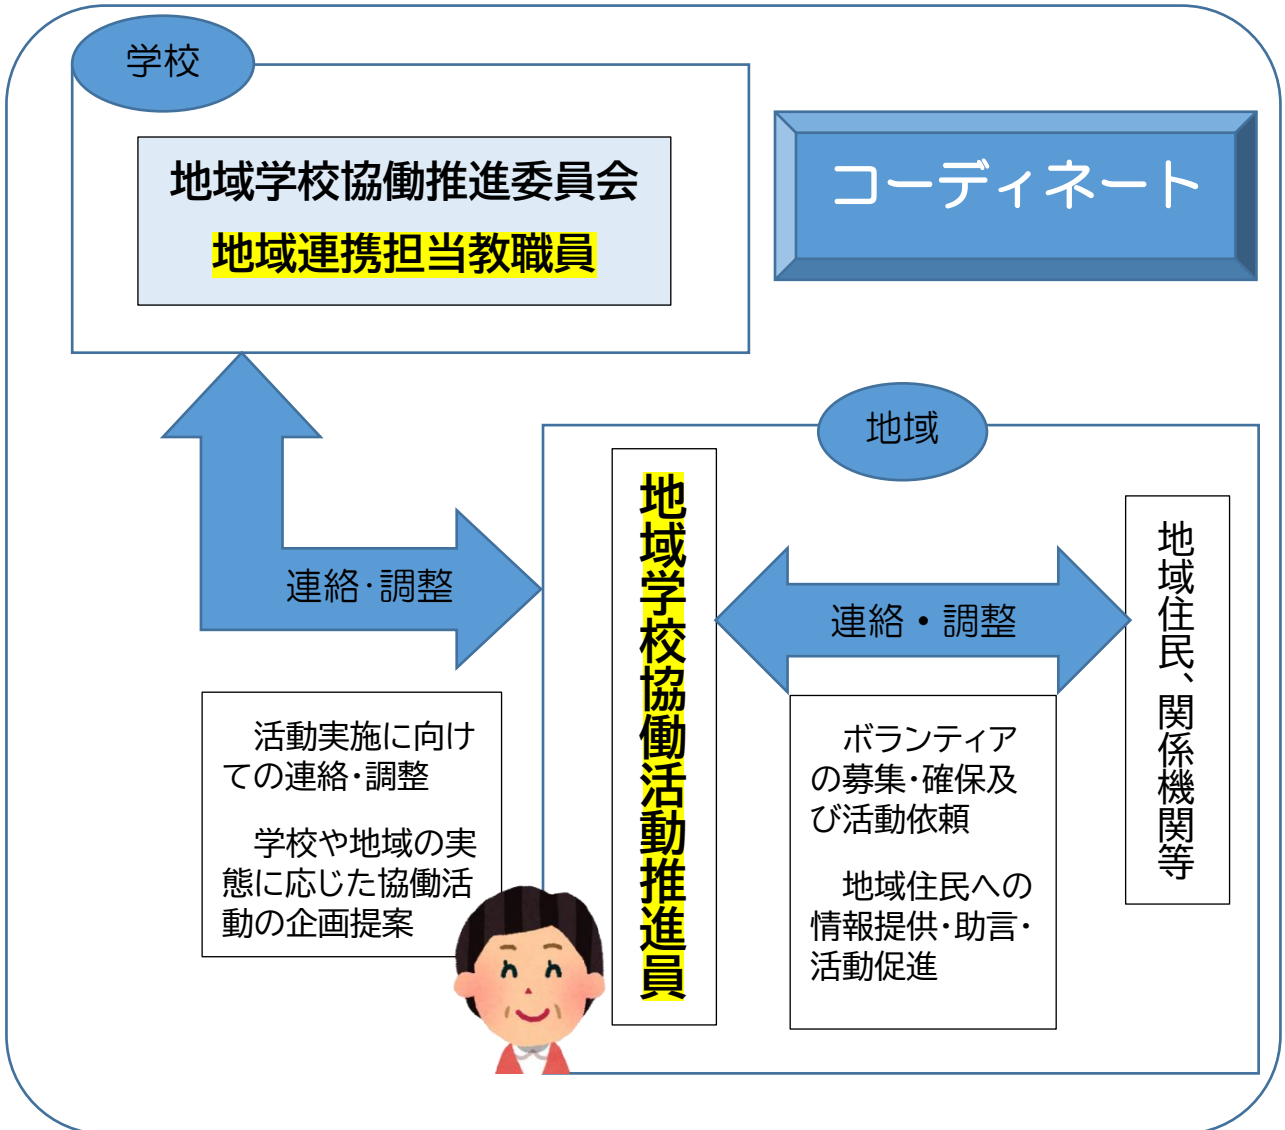 学校
地域学校協働推進委員会
地域連携担当教職員
コーディネート
地域
連絡･調整
活動実施に向け
ての連絡･調整
学校や地域の実
態に応じた協働活
動の企画提案
地域学校協働活動推進員
連絡・調整
ボランティア
の募集･確保及
び活動依頼
地域住民への
情報提供･助言･
活動促進
地域住民、関係機関等